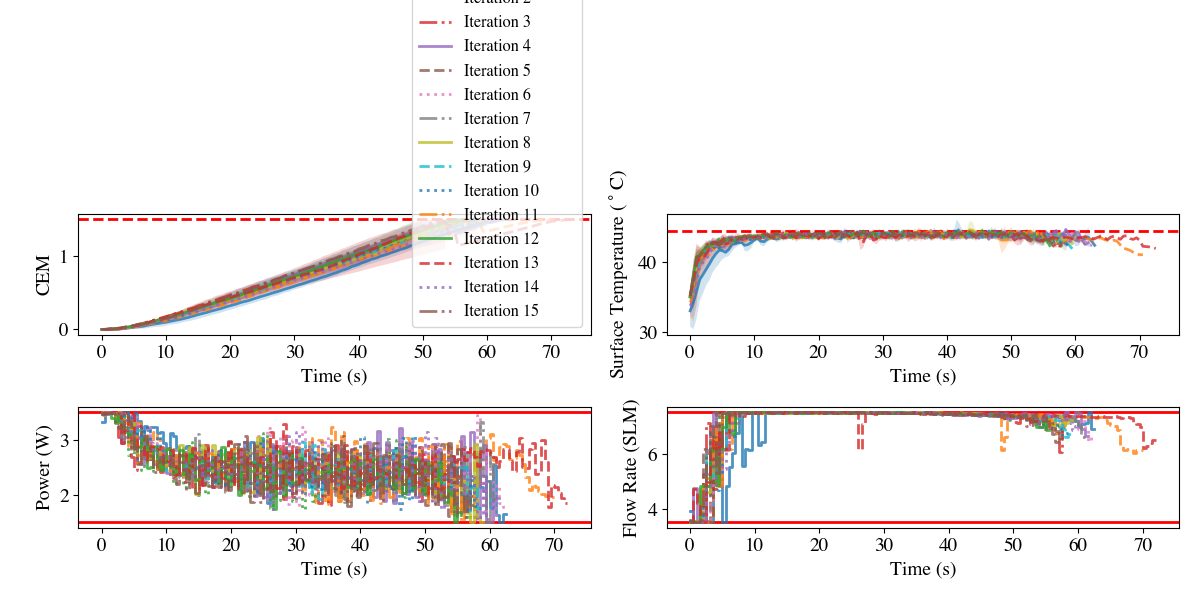 Iteration 2
Iteration 3
Iteration 4
Iteration 5
Iteration 6
Iteration 7
Iteration 8
Iteration 9
Iteration 10
Iteration 11
Iteration 12
Iteration 13
Iteration 14
Iteration 15
CEM
1
0
0 10 20 30 40 50 60 70
Time (s)
Surface Temperature (°C)
40
30
0 10 20 30 40 50 60 70
Time (s)
Power (W)
3
2
0 10 20 30 40 50 60 70
Time (s)
Flow Rate (SLM)
6
4
0 10 20 30 40 50 60 70
Time (s)